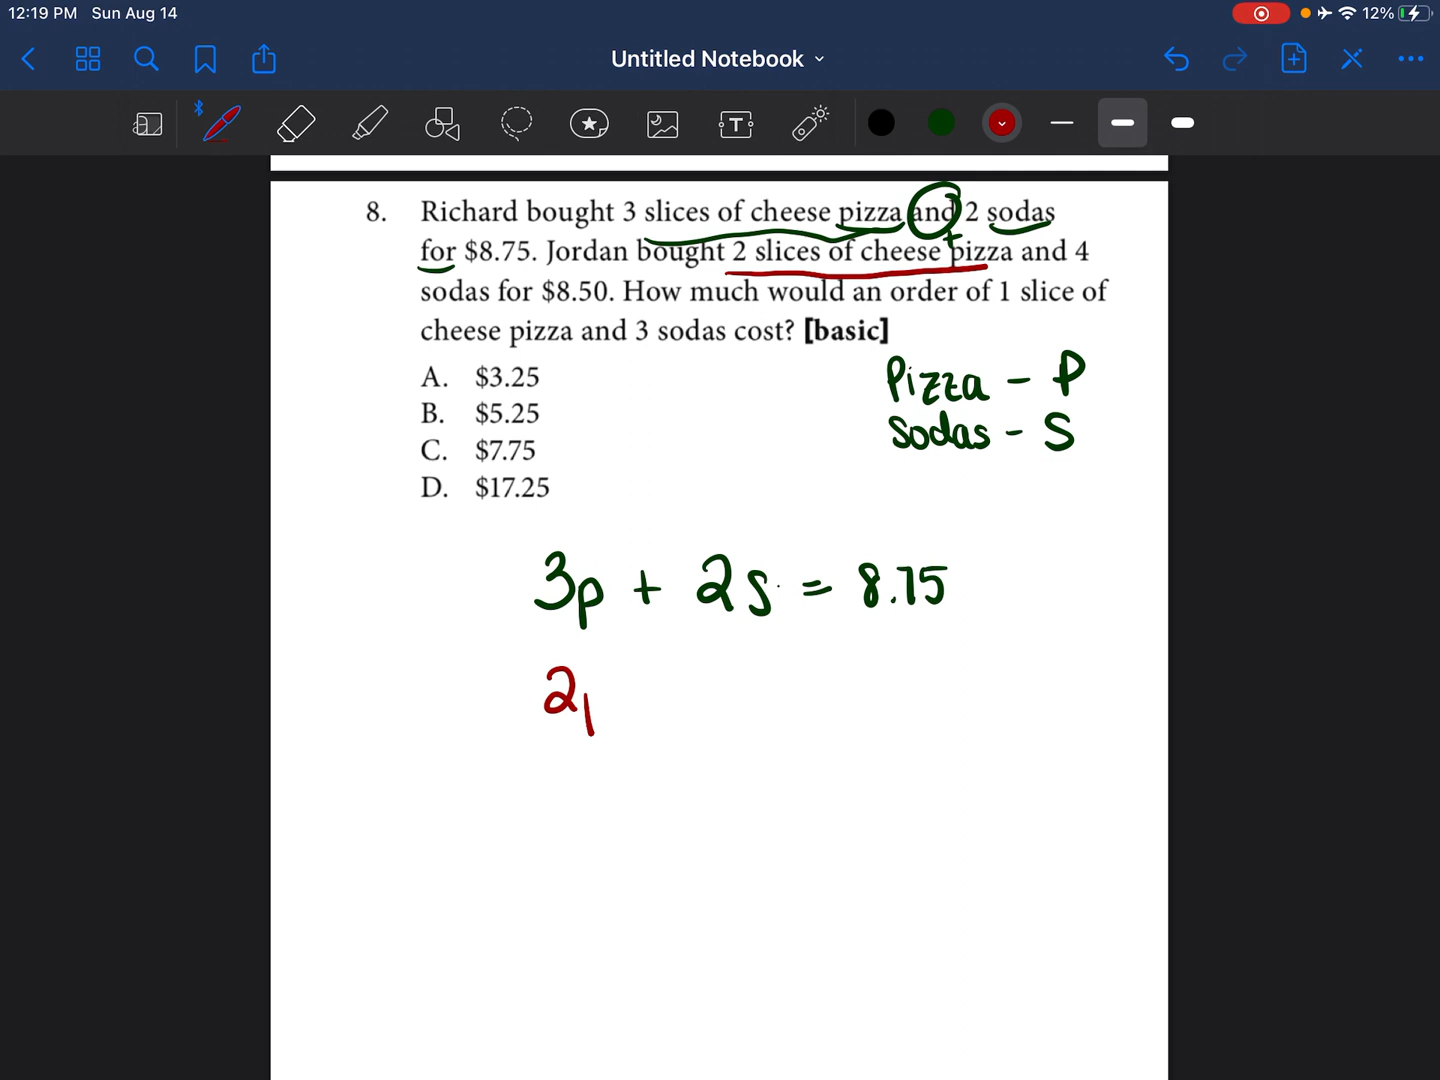 12:19 PM Sun Aug 14 12%
Untitled Notebook
T
8. Richard bought 3 slices of cheese pizza and 2 sodas
+
for $8.75. Jordan bought 2 slices of cheese pizza and 4
sodas for $8.50. How much would an order of 1 slice of
cheese pizza and 3 sodas cost? [basic]
A. $3.25
B. $5.25
C. $7.75
D. $17.25
Pizza - P
Sodas - S
3p + 2s = 8.75
2